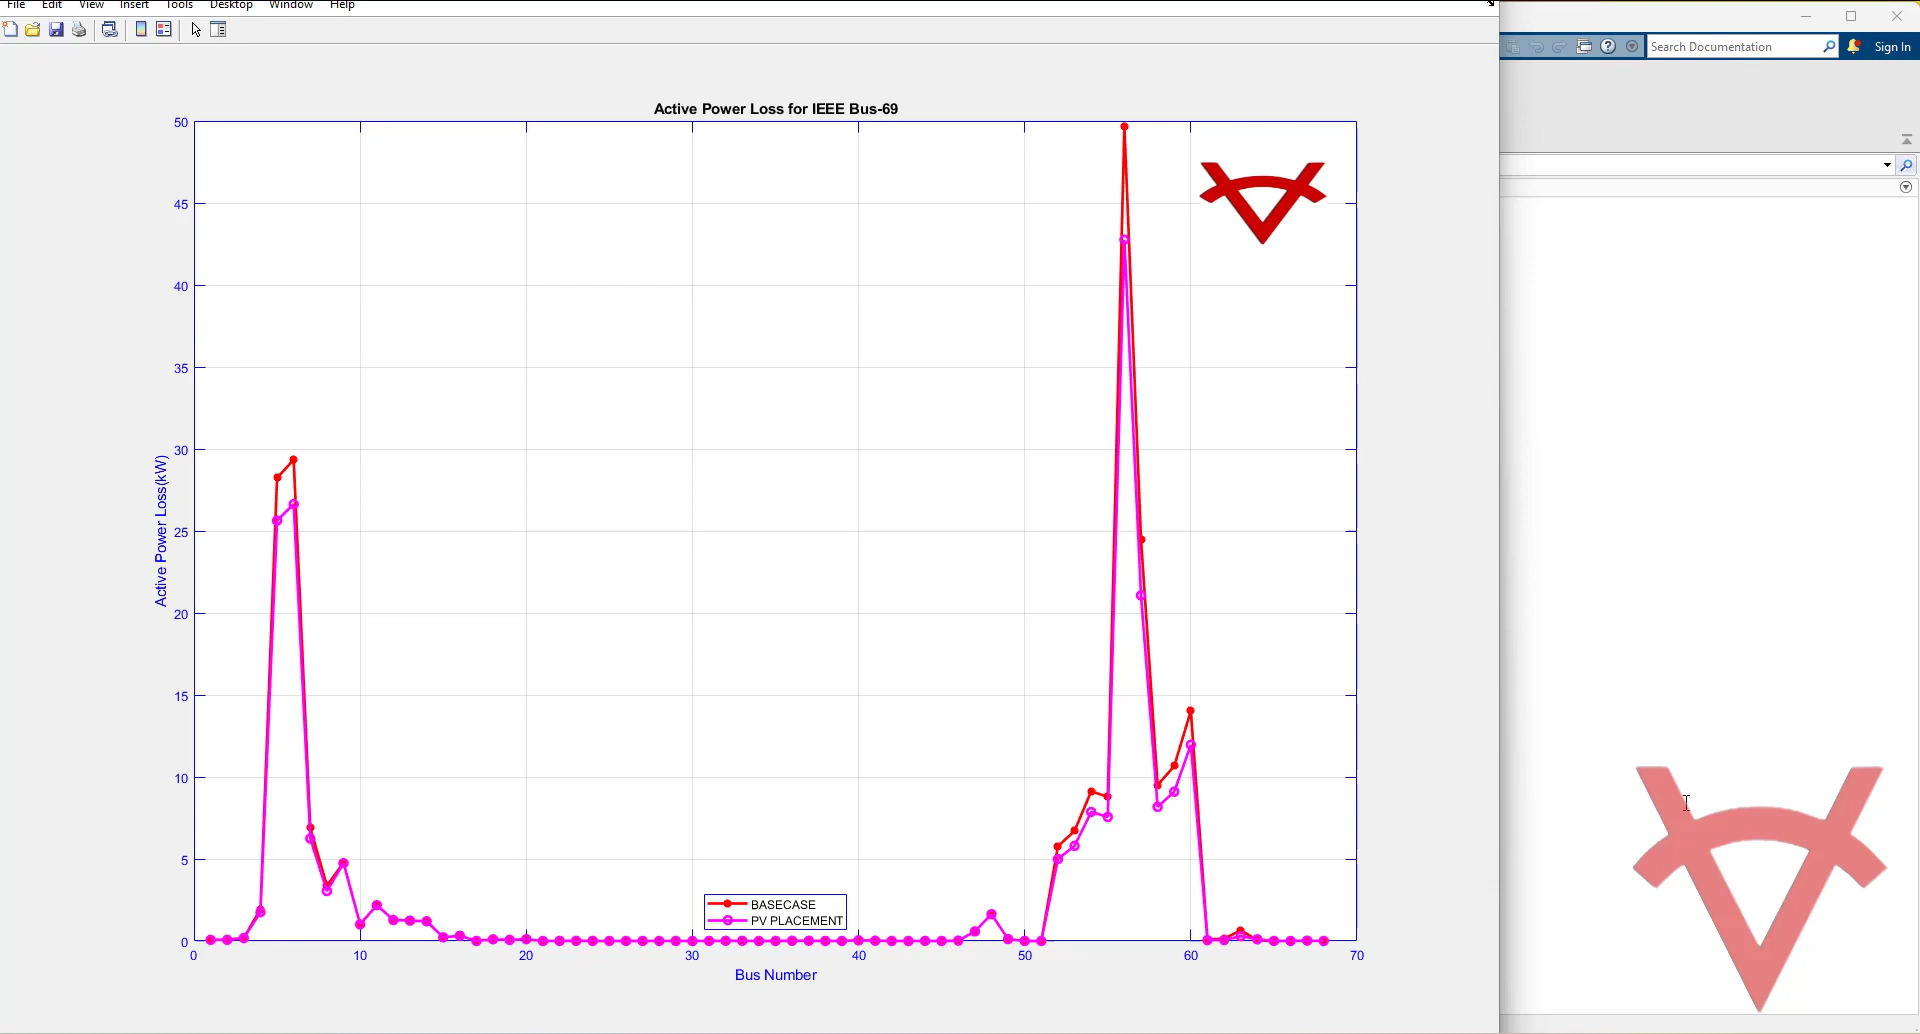 File Edit View Insert Tools Desktop Window Help
Search Documentation
Sign In
Active Power Loss for IEEE Bus-69
50
45
40
35
30
25
20
15
10
5
0
Active Power Loss(kW)
BASECASE
PV PLACEMENT
0 10 20 30 40 50 60 70
Bus Number